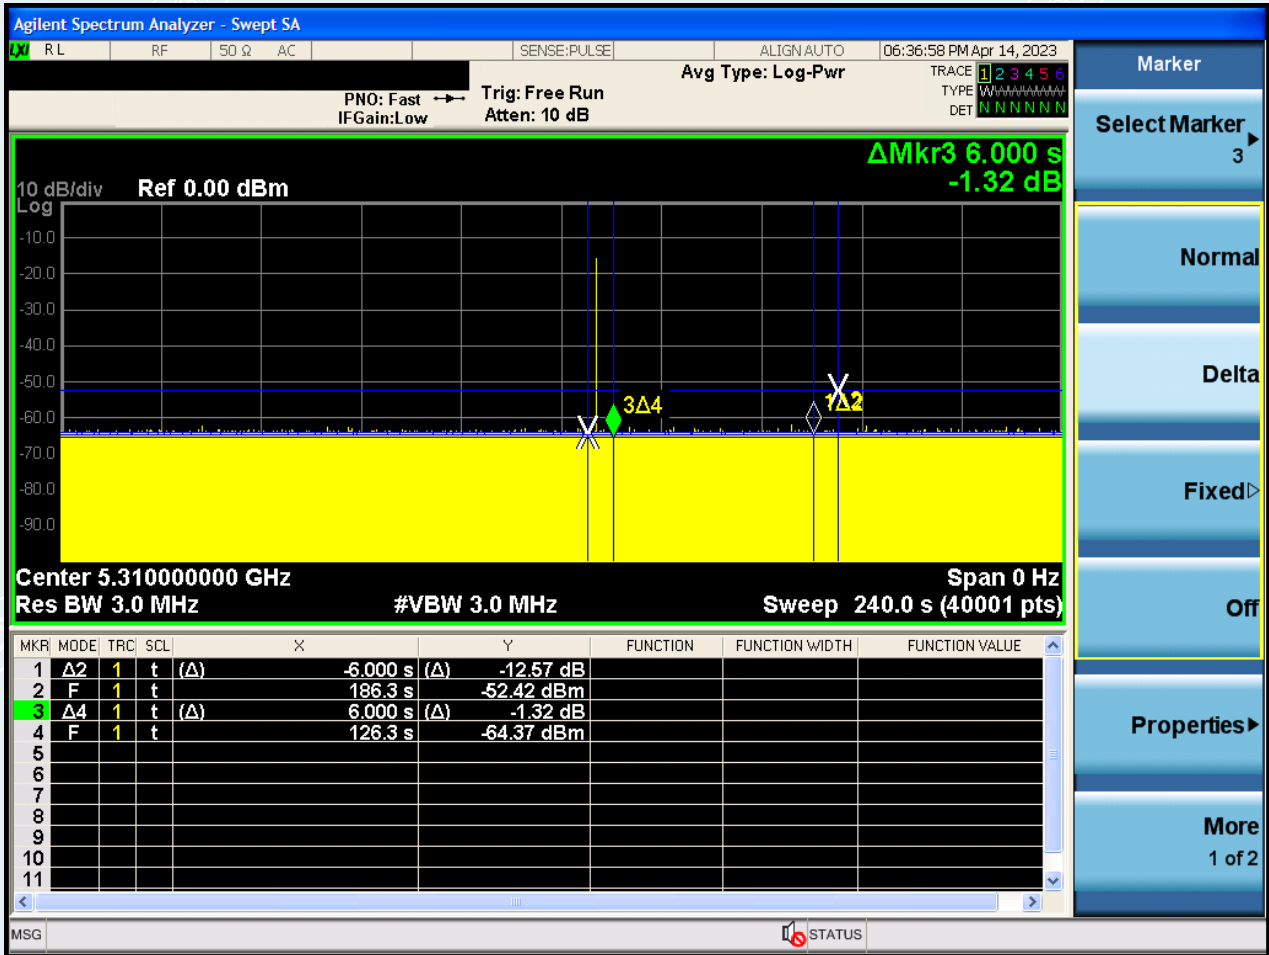 Agilent Spectrum Analyzer - Swept SA
LXI RL RF 50 Ω AC SENSE:PULSE ALIGN AUTO 06:36:58 PM Apr 14, 2023
PNO: Fast
IFGain:Low
Trig: Free Run
Atten: 10 dB
Avg Type: Log-Pwr
TRACE 1 2 3 4 5 6
TYPE WWWWWW
DET N N N N N N
ΔMkr3 6.000 s
-1.32 dB
10 dB/div Ref 0.00 dBm
Log
-10.0
-20.0
-30.0
-40.0
-50.0
-60.0
-70.0
-80.0
-90.0
3Δ4
1Δ2
Center 5.310000000 GHz Span 0 Hz
Res BW 3.0 MHz #VBW 3.0 MHz Sweep 240.0 s (40001 pts)
MKR MODE TRC SCL X Y FUNCTION FUNCTION WIDTH FUNCTION VALUE
1 Δ2 1 t (Δ) -6.000 s (Δ) -12.57 dB
2 F 1 t 186.3 s -52.42 dBm
3 Δ4 1 t (Δ) 6.000 s (Δ) -1.32 dB
4 F 1 t 126.3 s -64.37 dBm
5
6
7
8
9
10
11
MSG STATUS
Marker
Select Marker
3
Normal
Delta
Fixed
Off
Properties
More
1 of 2